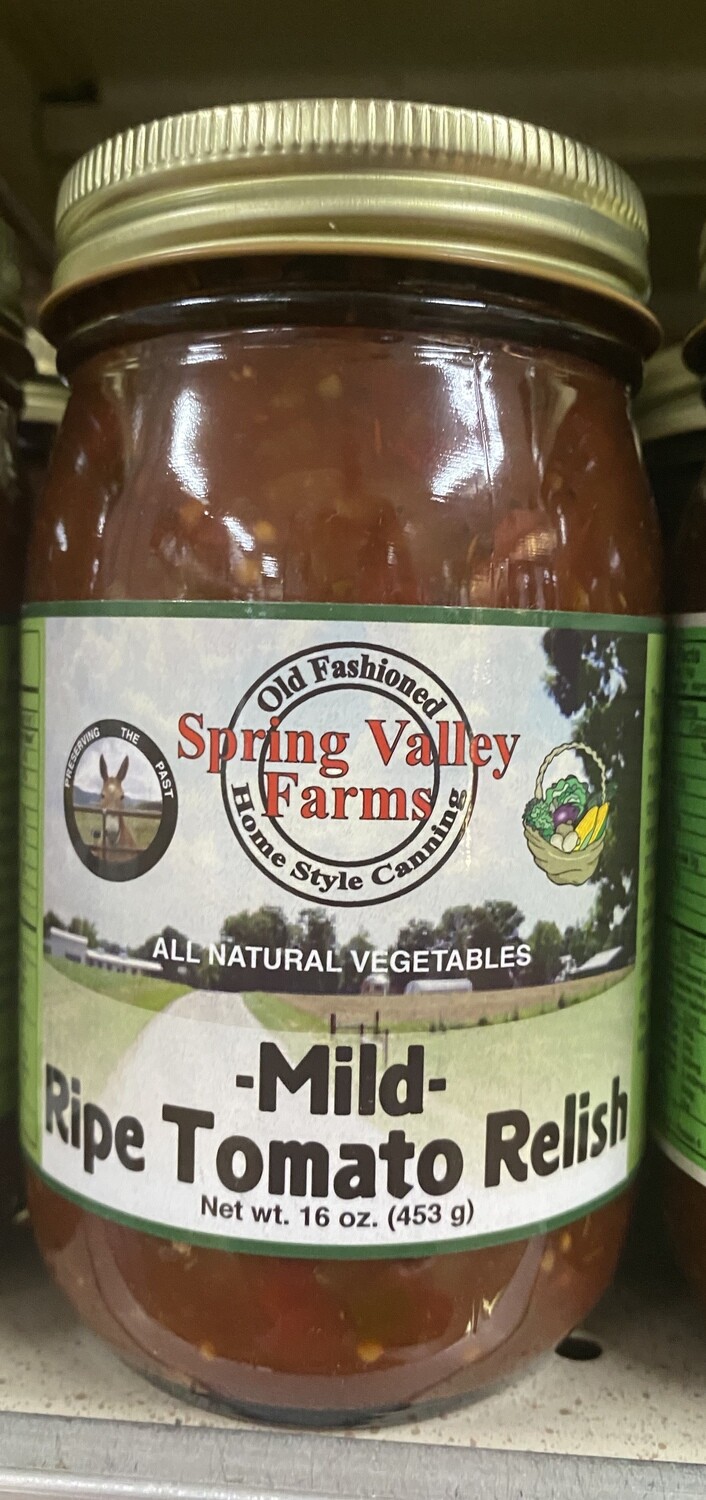 Old Fashioned
Spring Valley
Farms
Home Style Canning
PRESERVING THE PAST
ALL NATURAL VEGETABLES
-Mild-
Ripe Tomato Relish
Net wt. 16 oz. (453 g)